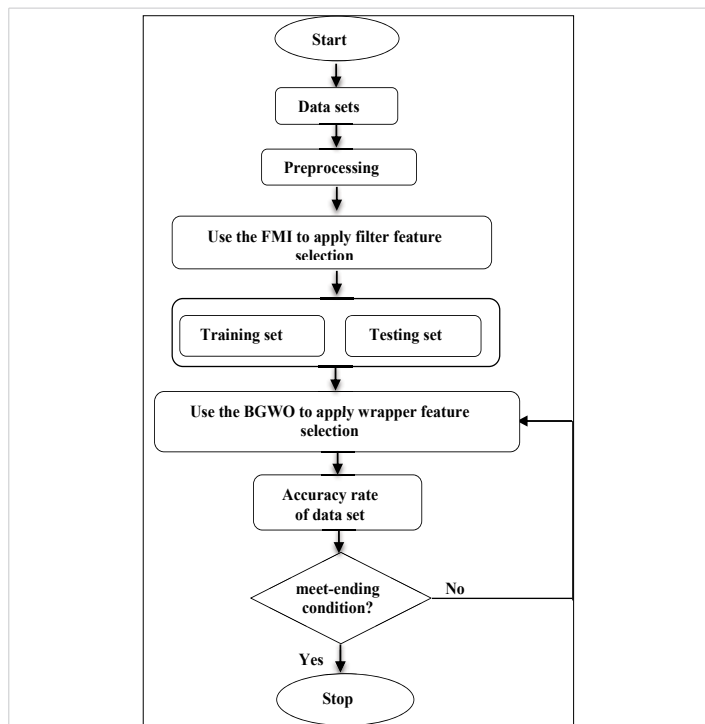 Start
Data sets
Preprocessing
Use the FMI to apply filter feature
selection
Training set
Testing set
Use the BGWO to apply wrapper feature
selection
Accuracy rate
of data set
meet-ending
condition?
No
Yes
Stop